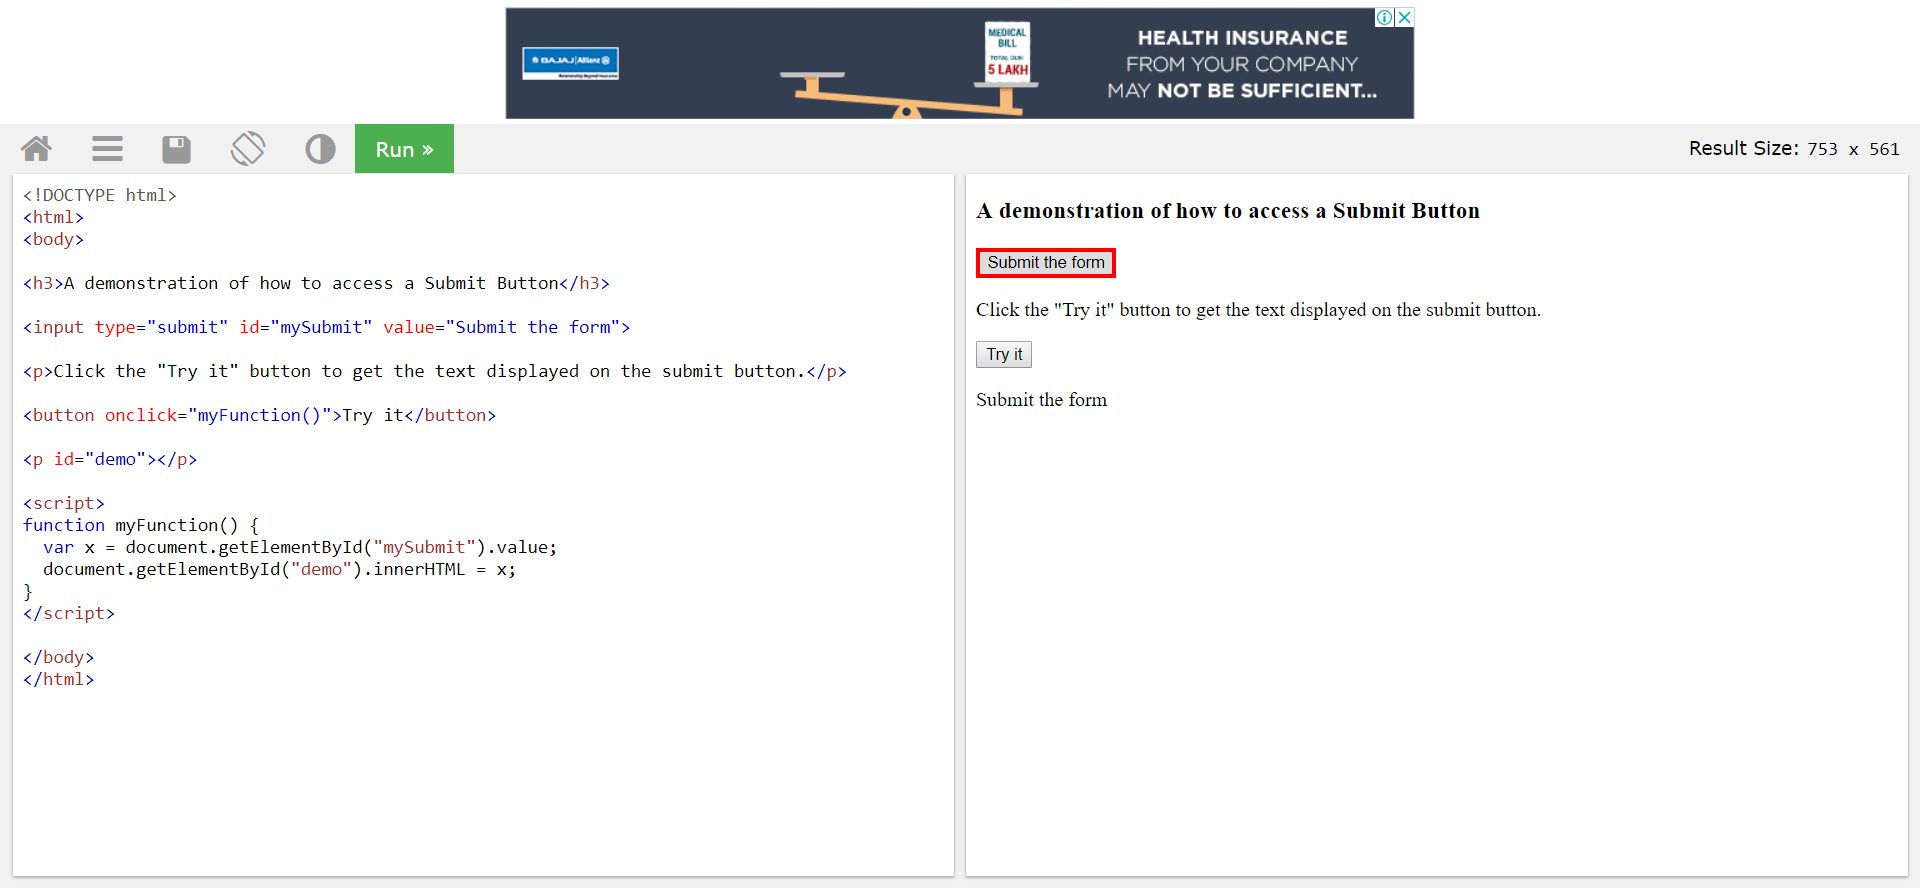 BAJAJ | Allianz
Relationship Beyond Insurance
MEDICAL
BILL
TOTAL DUE:
5 LAKH
HEALTH INSURANCE
FROM YOUR COMPANY
MAY NOT BE SUFFICIENT...
Run »
Result Size: 753 x 561
<!DOCTYPE html>
<html>
<body>
<h3>A demonstration of how to access a Submit Button</h3>
<input type="submit" id="mySubmit" value="Submit the form">
<p>Click the "Try it" button to get the text displayed on the submit button.</p>
<button onclick="myFunction()">Try it</button>
<p id="demo"></p>
<script>
function myFunction() {
  var x = document.getElementById("mySubmit").value;
  document.getElementById("demo").innerHTML = x;
}
</script>
</body>
</html>
A demonstration of how to access a Submit Button
Submit the form
Click the "Try it" button to get the text displayed on the submit button.
Try it
Submit the form